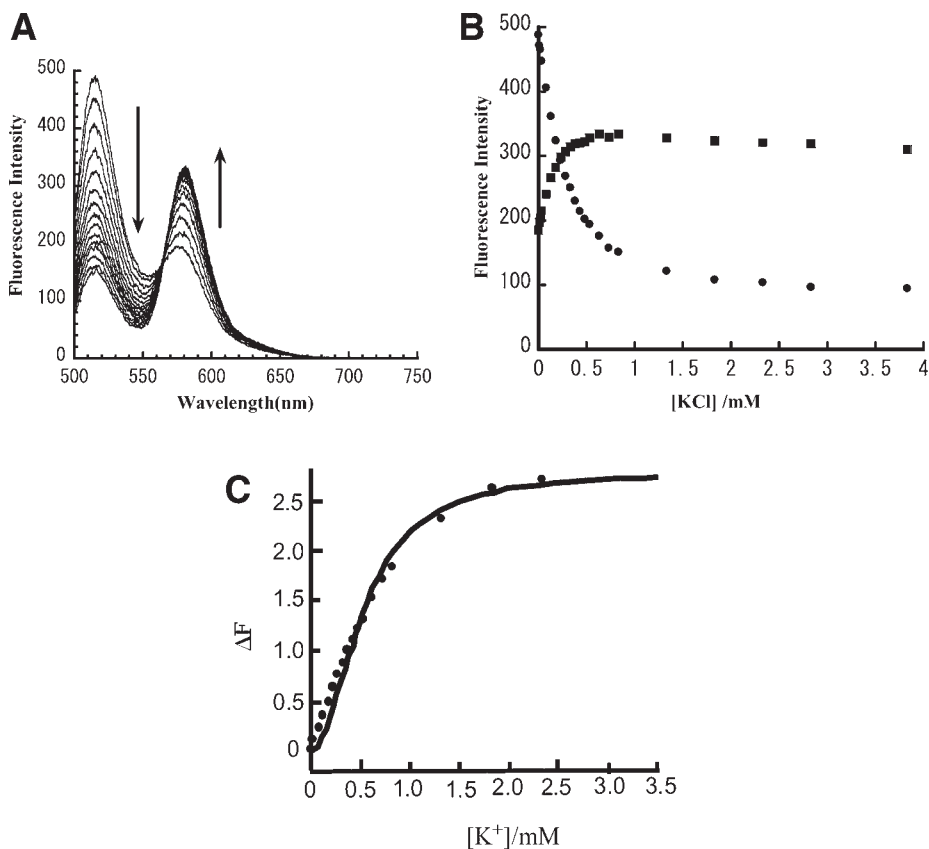 A
Fluorescence Intensity
500
400
300
200
100
0
500 550 600 650 700 750
Wavelength(nm)
B
Fluorescence Intensity
500
400
300
200
100
0
0 0.5 1 1.5 2 2.5 3 3.5 4
[KCl] /mM
C
ΔF
2.5
2.0
1.5
1.0
0.5
0
0 0.5 1.0 1.5 2.0 2.5 3.0 3.5
[K+]/mM